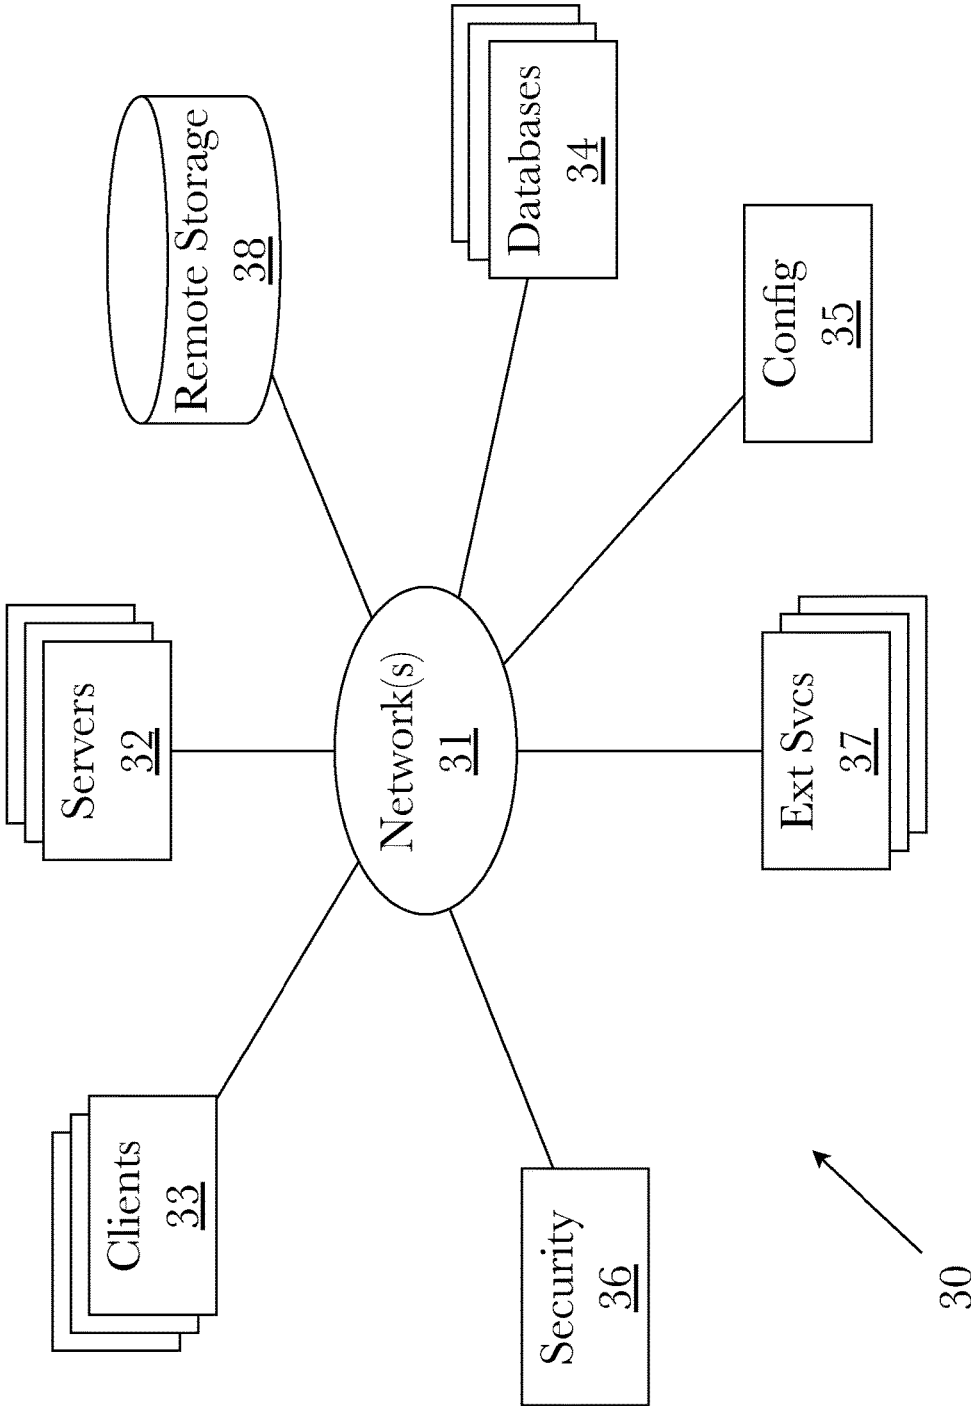 Clients
33
Servers
32
Remote Storage
38
Network(s)
31
Databases
34
Security
36
Ext Svcs
37
Config
35
30